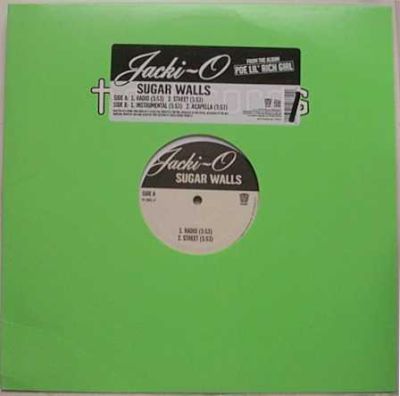 Jacki-O
FROM THE ALBUM
POE LIL' RICH GIRL
SUGAR WALLS
SIDE A: 1. RADIO (3:53) 2. STREET (3:53)
SIDE B: 1. INSTRUMENTAL (3:53) 2. ACAPELLA (3:53)
Jacki-O
SUGAR WALLS
SIDE A
1. RADIO (3:53)
2. STREET (3:53)